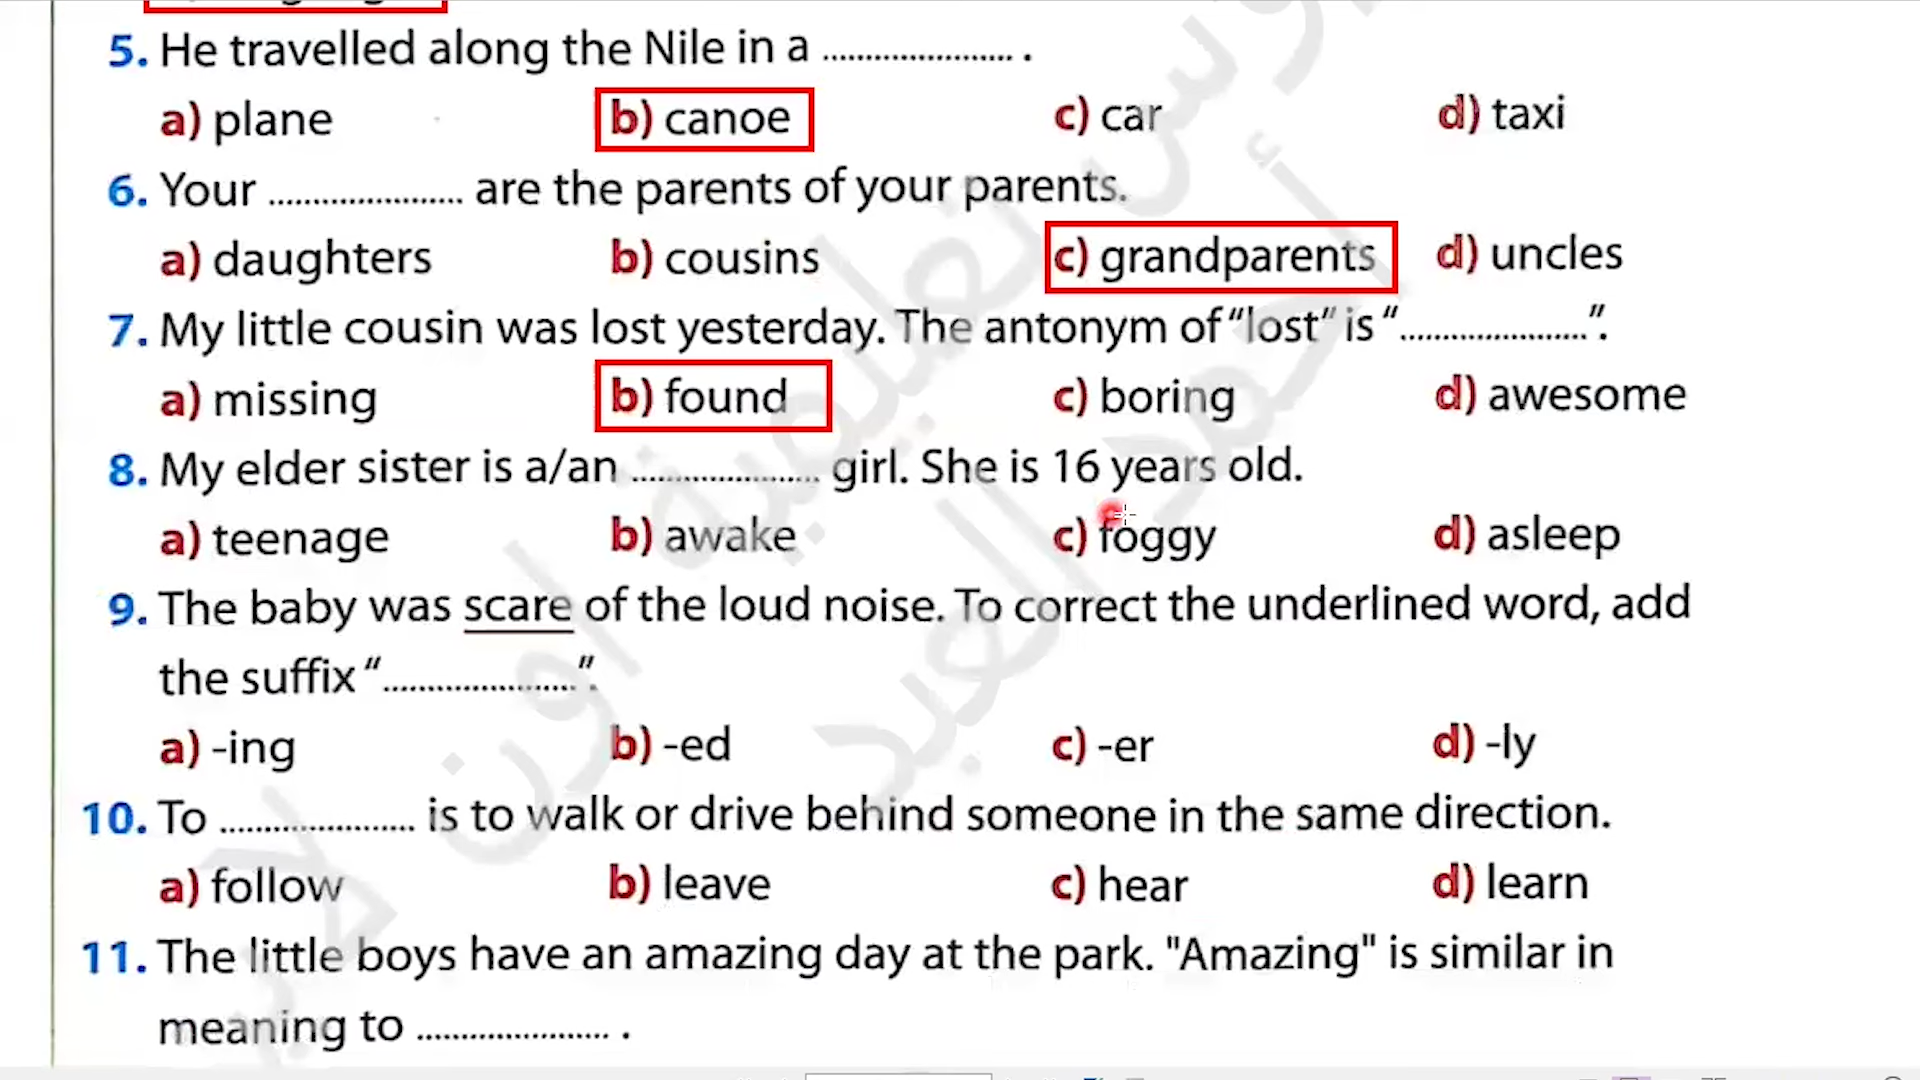 5. He travelled along the Nile in a ..................... .
a) plane b) canoe c) car d) taxi
6. Your ..................... are the parents of your parents.
a) daughters b) cousins c) grandparents d) uncles
7. My little cousin was lost yesterday. The antonym of “lost” is “.....................”.
a) missing b) found c) boring d) awesome
8. My elder sister is a/an ..................... girl. She is 16 years old.
a) teenage b) awake c) foggy d) asleep
9. The baby was scare of the loud noise. To correct the underlined word, add
the suffix “.....................”.
a) -ing b) -ed c) -er d) -ly
10. To ..................... is to walk or drive behind someone in the same direction.
a) follow b) leave c) hear d) learn
11. The little boys have an amazing day at the park. "Amazing" is similar in
meaning to ..................... .
تعليمية اون
أحمد العبد